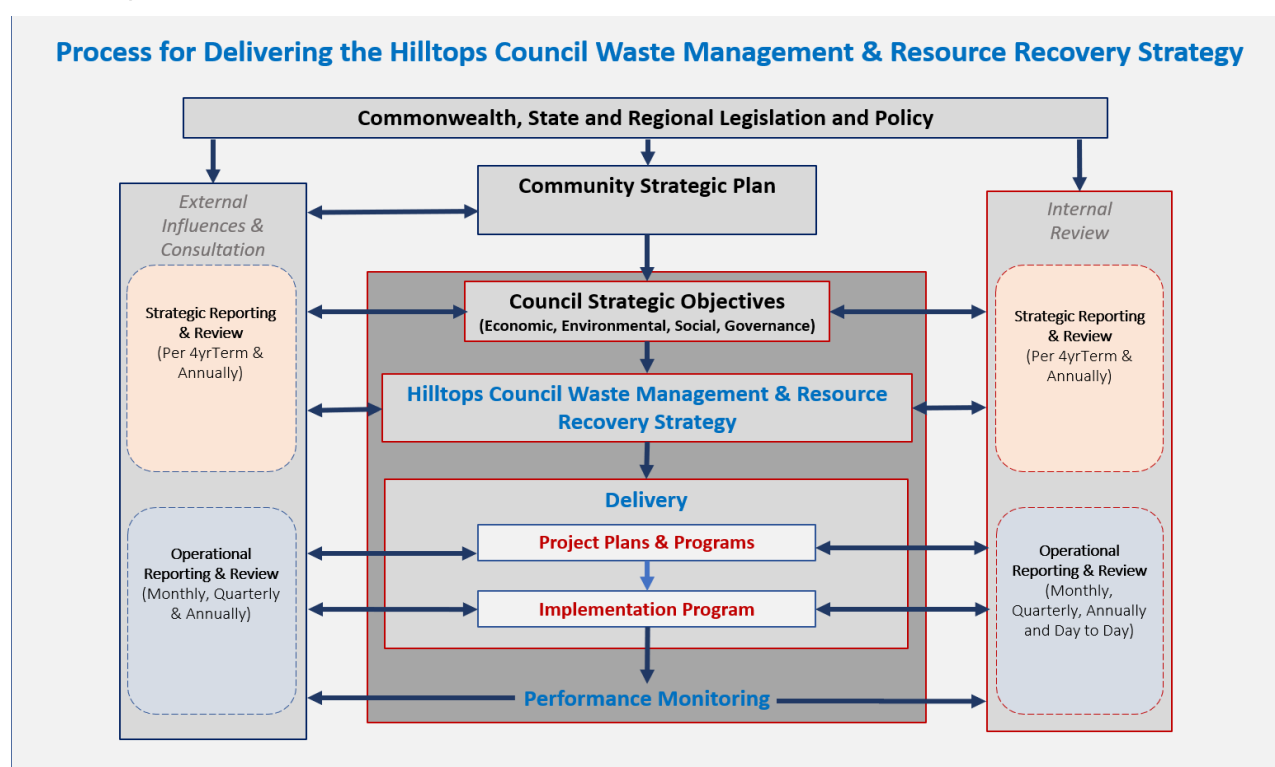 Process for Delivering the Hilltops Council Waste Management & Resource Recovery Strategy
Commonwealth, State and Regional Legislation and Policy
Community Strategic Plan
External
Influences &
Consultation
Internal
Review
Strategic Reporting
& Review
(Per 4yrTerm &
Annually)
Council Strategic Objectives
(Economic, Environmental, Social, Governance)
Strategic Reporting
& Review
(Per 4yrTerm &
Annually)
Hilltops Council Waste Management & Resource
Recovery Strategy
Delivery
Operational
Reporting & Review
(Monthly, Quarterly
& Annually)
Project Plans & Programs
Implementation Program
Operational
Reporting & Review
(Monthly,
Quarterly, Annually
and Day to Day)
Performance Monitoring